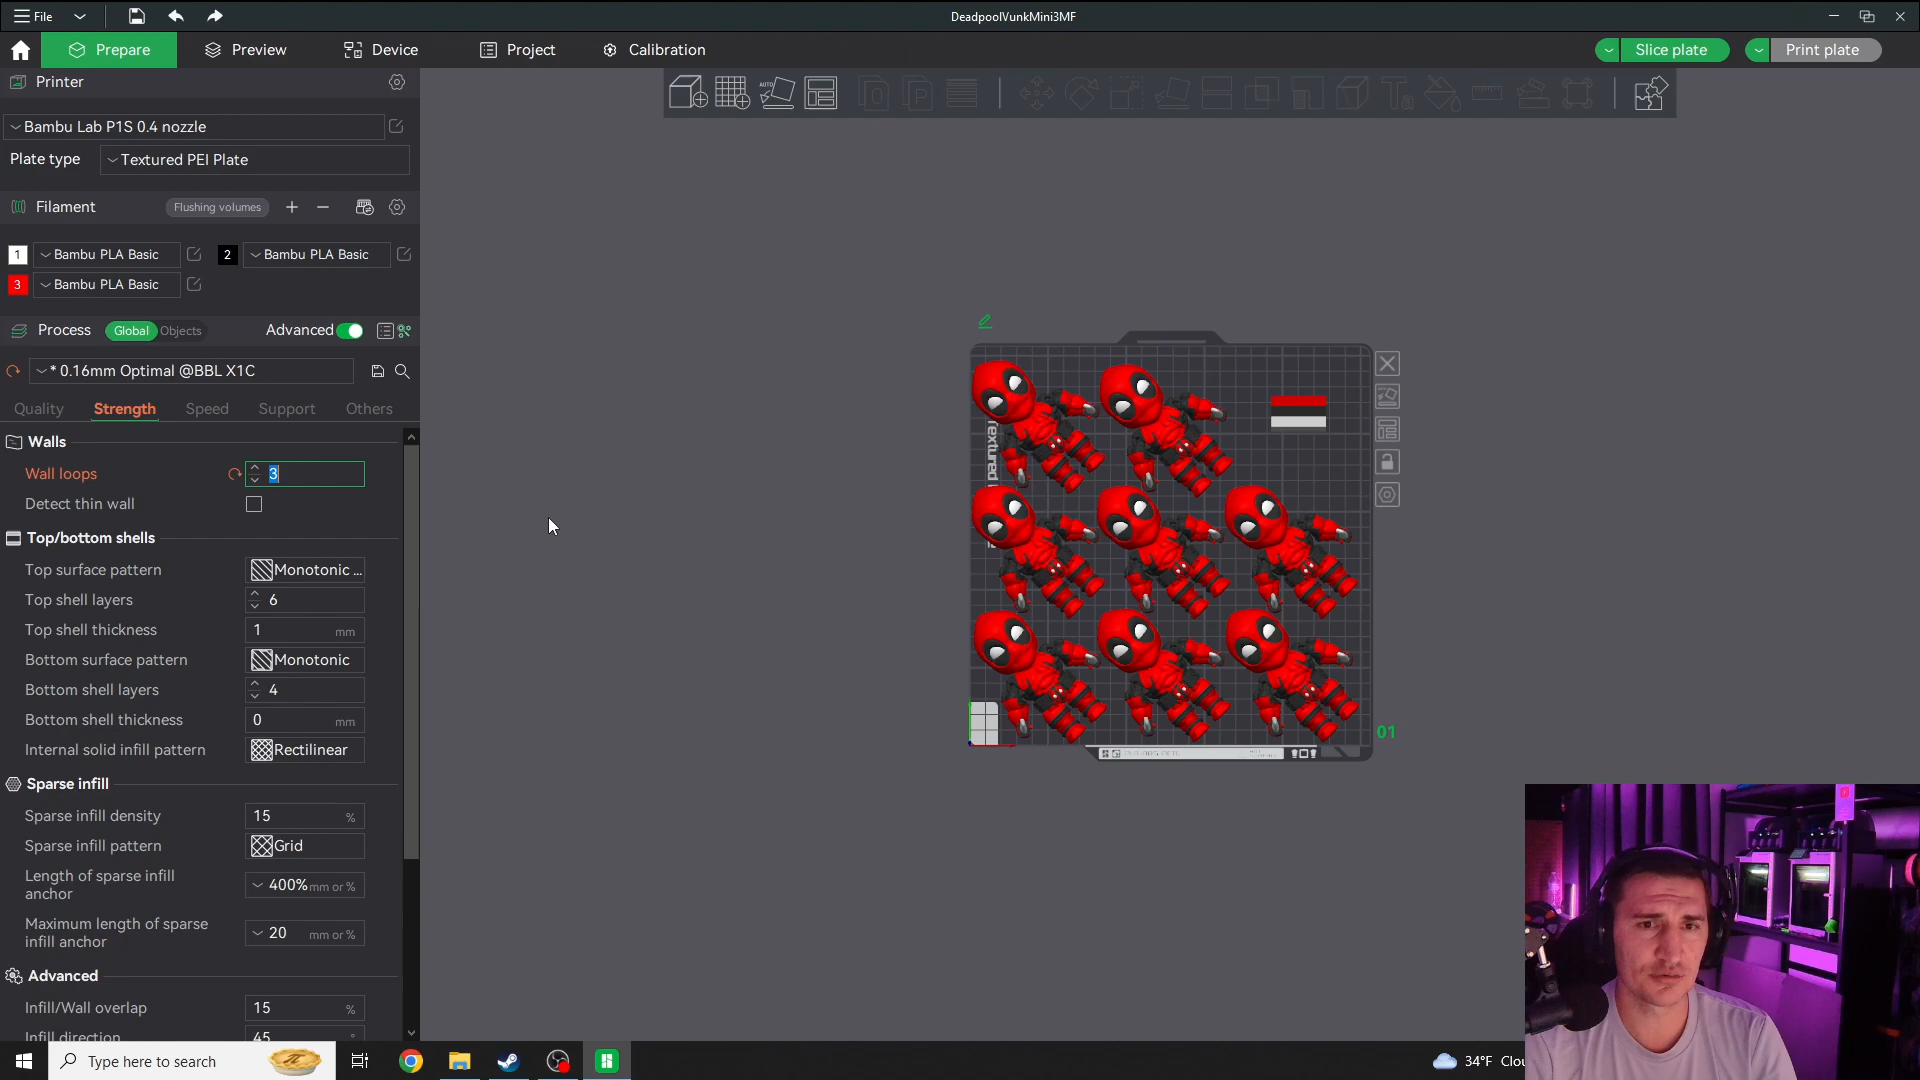 File
DeadpoolVunkMini3MF
Prepare
Preview
Device
Project
Calibration
Slice plate
Print plate
Printer
Bambu Lab P1S 0.4 nozzle
Plate type
Textured PEI Plate
Filament
Flushing volumes
1 Bambu PLA Basic
2 Bambu PLA Basic
3 Bambu PLA Basic
Process
Global
Objects
Advanced
* 0.16mm Optimal @BBL X1C
Quality
Strength
Speed
Support
Others
Walls
Wall loops 3
Detect thin wall
Top/bottom shells
Top surface pattern Monotonic ...
Top shell layers 6
Top shell thickness 1 mm
Bottom surface pattern Monotonic
Bottom shell layers 4
Bottom shell thickness 0 mm
Internal solid infill pattern Rectilinear
Sparse infill
Sparse infill density 15 %
Sparse infill pattern Grid
Length of sparse infill
anchor 400% mm or %
Maximum length of sparse
infill anchor 20 mm or %
Advanced
Infill/Wall overlap 15 %
Infill direction 45 °
AUTO
Textured
01
Type here to search
34°F Clou